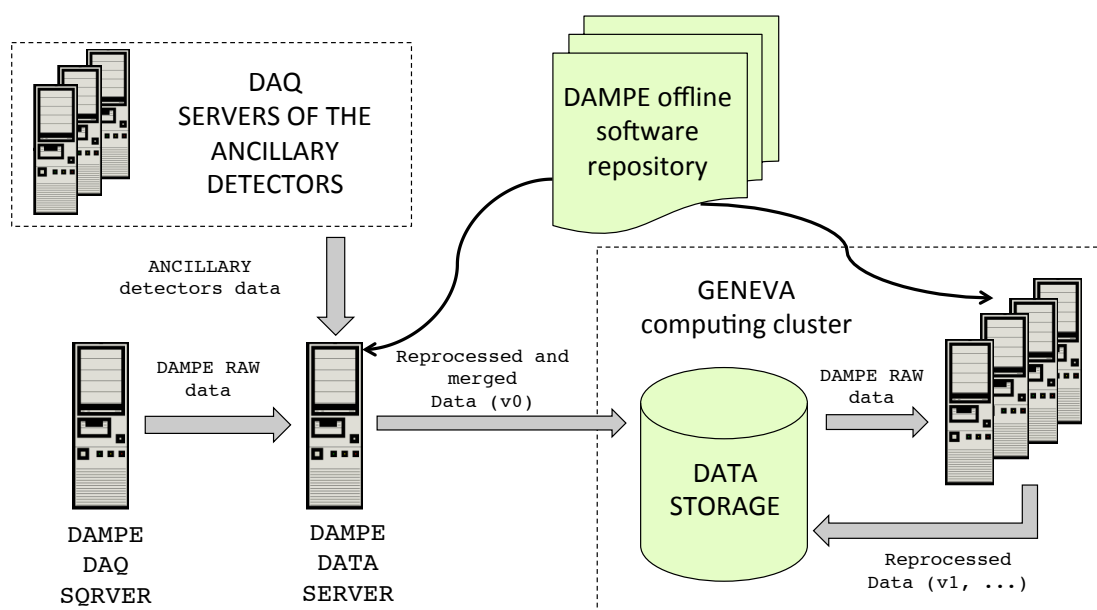 DAQ
SERVERS OF THE
ANCILLARY
DETECTORS
DAMPE offline
software
repository
ANCILLARY
detectors data
GENEVA
computing cluster
DAMPE RAW
data
Reprocessed and
merged
Data (v0)
DAMPE RAW
data
DATA
STORAGE
DAMPE
DAQ
SQRVER
DAMPE
DATA
SERVER
Reprocessed
Data (v1, ...)